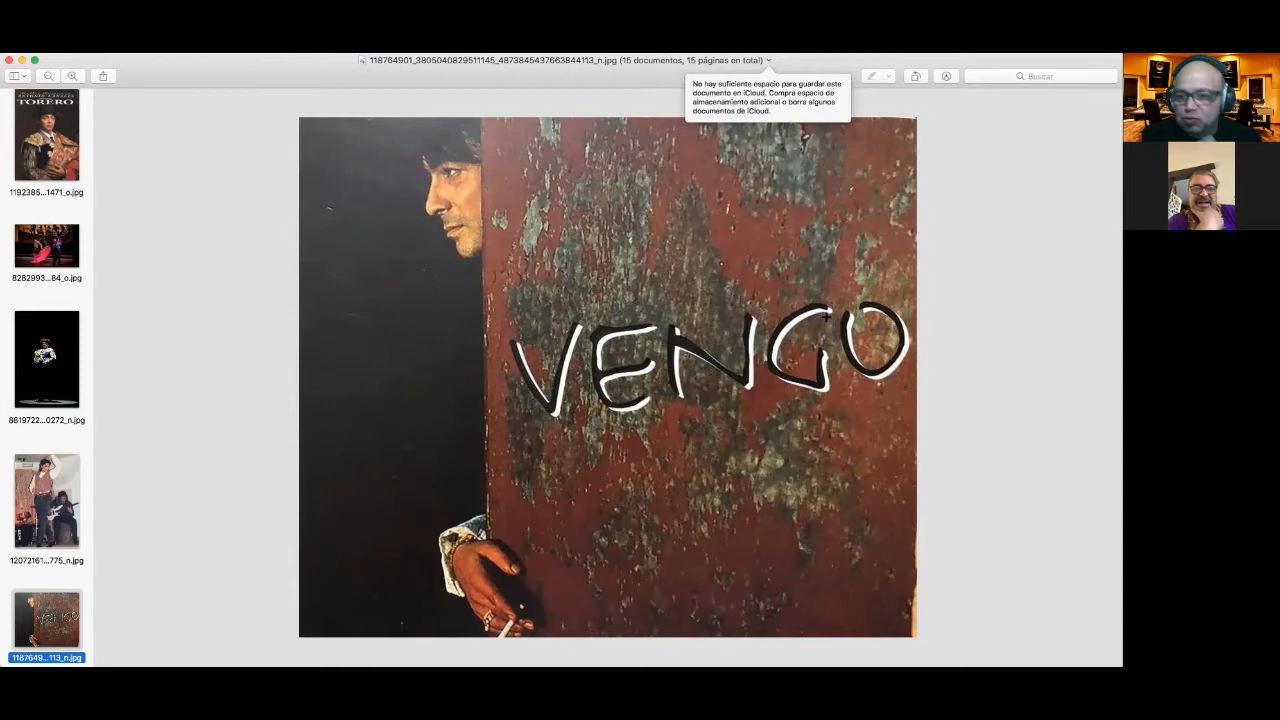 118764901_3805040829511145_4873845437663844113_n.jpg (15 documentos, 15 páginas en total)
Buscar
No hay suficiente espacio para guardar este
documento en iCloud. Compra espacio de
almacenamiento adicional o borra algunos
documentos de iCloud.
TORERO
1192385...1471_o.jpg
8282993...84_o.jpg
8819722...0272_n.jpg
12072161...775_n.jpg
VENGO
1187649...113_n.jpg